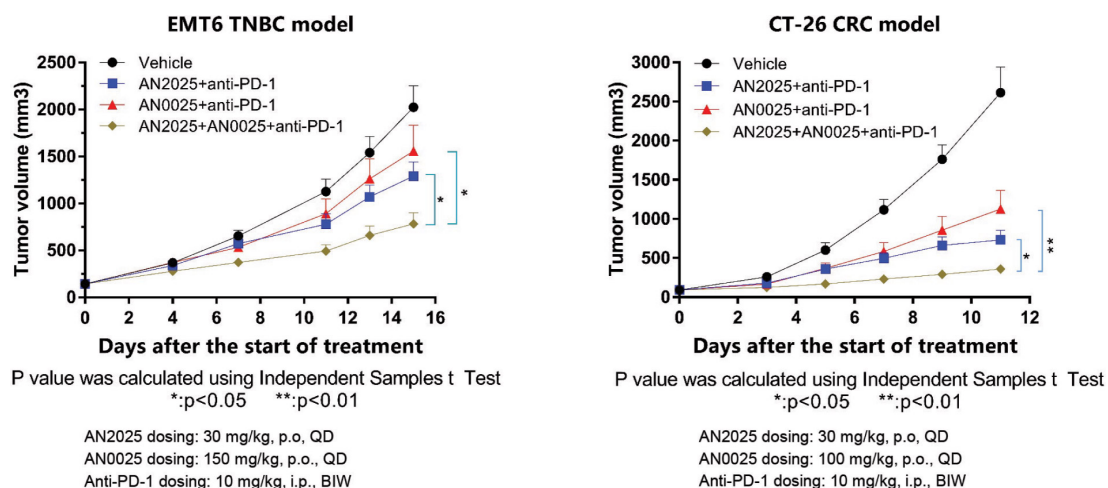 EMT6 TNBC model
2500
2000
1500
1000
500
0
Tumor volume (mm3)
Vehicle
AN2025+anti-PD-1
AN0025+anti-PD-1
AN2025+AN0025+anti-PD-1
*
*
0 2 4 6 8 10 12 14 16
Days after the start of treatment
P value was calculated using Independent Samples t Test
*:p<0.05 **:p<0.01
AN2025 dosing: 30 mg/kg, p.o, QD
AN0025 dosing: 150 mg/kg, p.o., QD
Anti-PD-1 dosing: 10 mg/kg, i.p., BIW
CT-26 CRC model
3000
2500
2000
1500
1000
500
0
Tumor volume (mm3)
Vehicle
AN2025+anti-PD-1
AN0025+anti-PD-1
AN2025+AN0025+anti-PD-1
*
**
0 2 4 6 8 10 12
Days after the start of treatment
P value was calculated using Independent Samples t Test
*:p<0.05 **:p<0.01
AN2025 dosing: 30 mg/kg, p.o, QD
AN0025 dosing: 100 mg/kg, p.o., QD
Anti-PD-1 dosing: 10 mg/kg, i.p., BIW